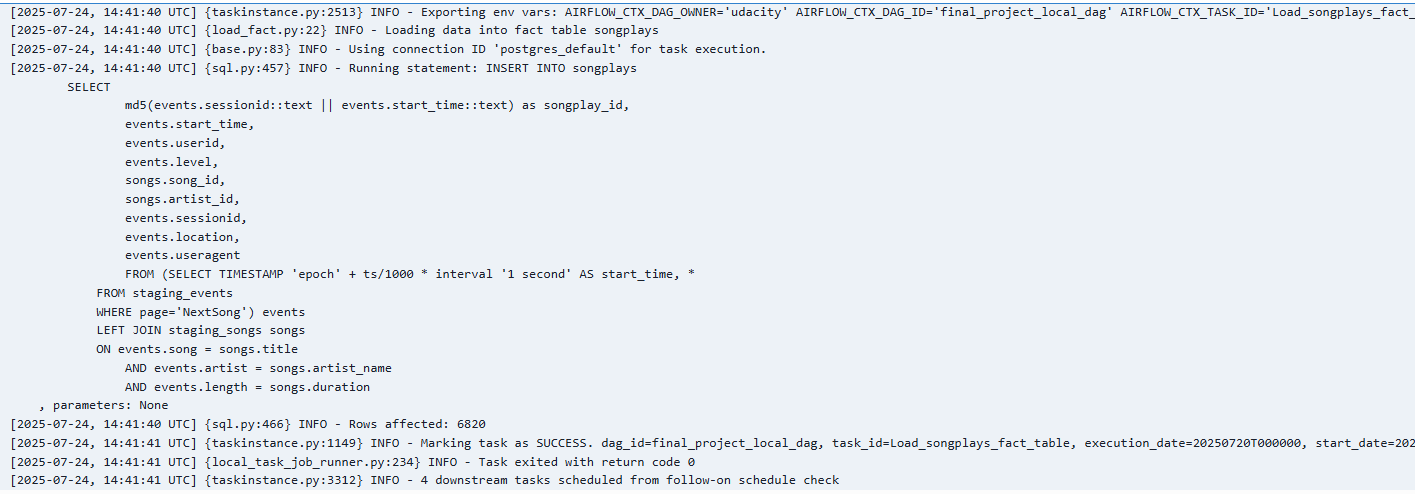 [2025-07-24, 14:41:40 UTC] {taskinstance.py:2513} INFO - Exporting env vars: AIRFLOW_CTX_DAG_OWNER='udacity' AIRFLOW_CTX_DAG_ID='final_project_local_dag' AIRFLOW_CTX_TASK_ID='Load_songplays_fact_
[2025-07-24, 14:41:40 UTC] {load_fact.py:22} INFO - Loading data into fact table songplays
[2025-07-24, 14:41:40 UTC] {base.py:83} INFO - Using connection ID 'postgres_default' for task execution.
[2025-07-24, 14:41:40 UTC] {sql.py:457} INFO - Running statement: INSERT INTO songplays
SELECT
md5(events.sessionid::text || events.start_time::text) as songplay_id,
events.start_time,
events.userid,
events.level,
songs.song_id,
songs.artist_id,
events.sessionid,
events.location,
events.useragent
FROM (SELECT TIMESTAMP 'epoch' + ts/1000 * interval '1 second' AS start_time, *
FROM staging_events
WHERE page='NextSong') events
LEFT JOIN staging_songs songs
ON events.song = songs.title
AND events.artist = songs.artist_name
AND events.length = songs.duration
, parameters: None
[2025-07-24, 14:41:40 UTC] {sql.py:466} INFO - Rows affected: 6820
[2025-07-24, 14:41:41 UTC] {taskinstance.py:1149} INFO - Marking task as SUCCESS. dag_id=final_project_local_dag, task_id=Load_songplays_fact_table, execution_date=20250720T000000, start_date=202
[2025-07-24, 14:41:41 UTC] {local_task_job_runner.py:234} INFO - Task exited with return code 0
[2025-07-24, 14:41:41 UTC] {taskinstance.py:3312} INFO - 4 downstream tasks scheduled from follow-on schedule check